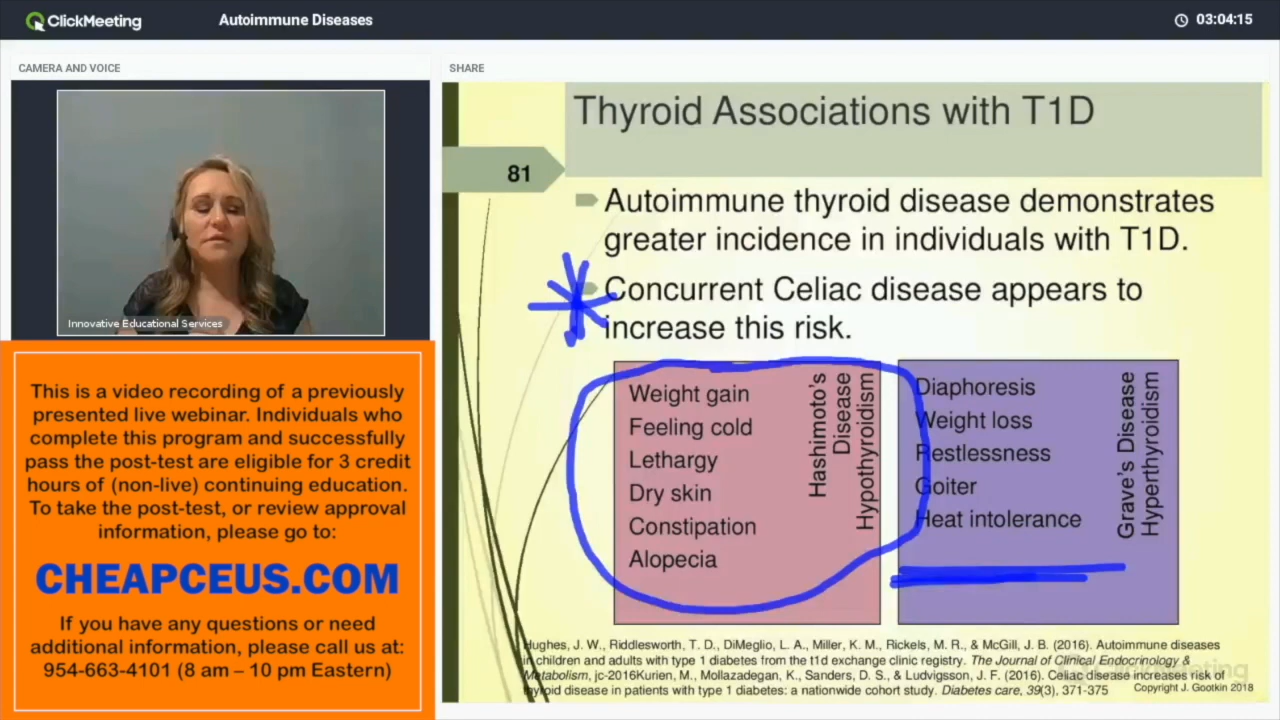 ClickMeeting
Autoimmune Diseases
03:04:15
CAMERA AND VOICE
SHARE
Innovative Educational Services
This is a video recording of a previously
presented live webinar. Individuals who
complete this program and successfully
pass the post-test are eligible for 3 credit
hours of (non-live) continuing education.
To take the post-test, or review approval
information, please go to:
CHEAPCEUS.COM
If you have any questions or need
additional information, please call us at:
954-663-4101 (8 am – 10 pm Eastern)
Thyroid Associations with T1D
81
Autoimmune thyroid disease demonstrates
greater incidence in individuals with T1D.
Concurrent Celiac disease appears to
increase this risk.
Weight gain
Feeling cold
Lethargy
Dry skin
Constipation
Alopecia
Hashimoto's
Disease
Hypothyroidism
Diaphoresis
Weight loss
Restlessness
Goiter
Heat intolerance
Grave's Disease
Hyperthyroidism
Hughes, J. W., Riddlesworth, T. D., DiMeglio, L. A., Miller, K. M., Rickels, M. R., & McGill, J. B. (2016). Autoimmune diseases
in children and adults with type 1 diabetes from the t1d exchange clinic registry. The Journal of Clinical Endocrinology &
Metabolism, jc-2016Kurien, M., Mollazadegan, K., Sanders, D. S., & Ludvigsson, J. F. (2016). Celiac disease increases risk of
thyroid disease in patients with type 1 diabetes: a nationwide cohort study. Diabetes care, 39(3), 371-375
Copyright J. Gootkin 2018
ClickMeeting